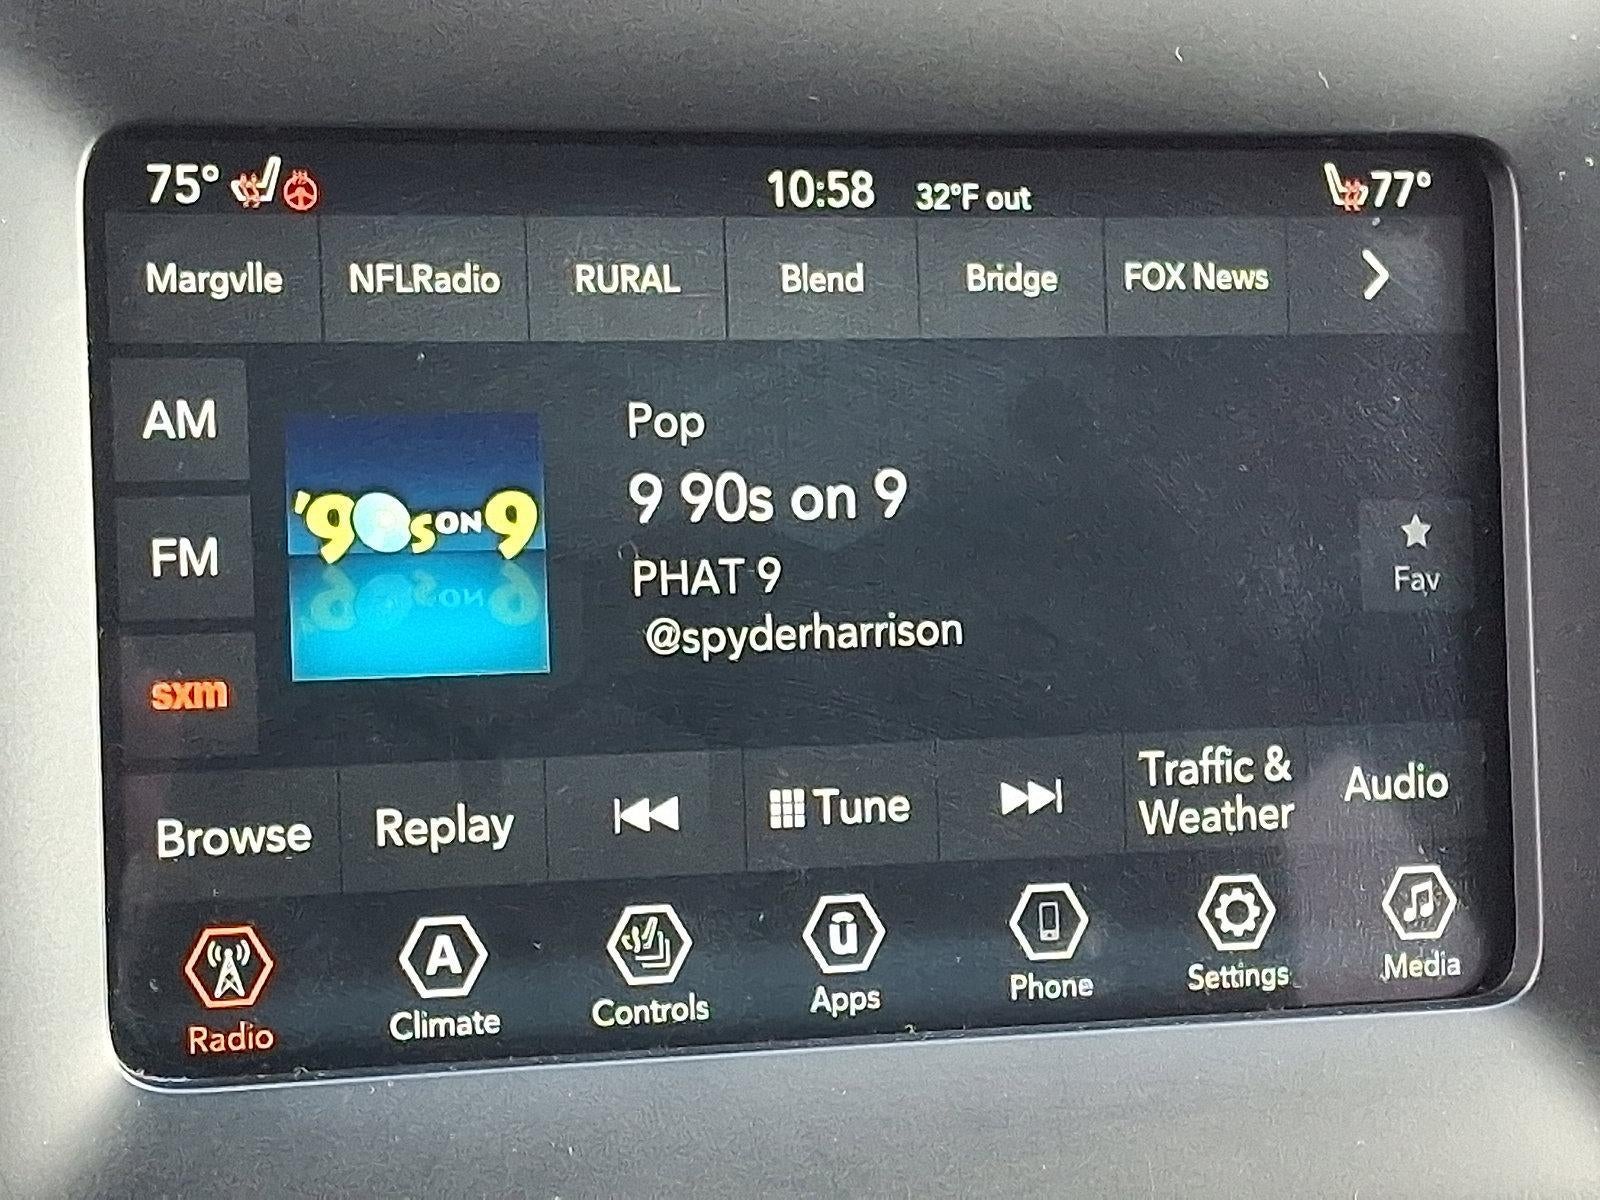 75° 10:58 32°F out 77°
Margvlle NFLRadio RURAL Blend Bridge FOX News
AM
FM
sxm
'90s ON 9
Pop
9 90s on 9
PHAT 9
@spyderharrison
Fav
Browse Replay Tune Traffic & Weather Audio
Radio A Climate Controls ū Apps Phone Settings Media